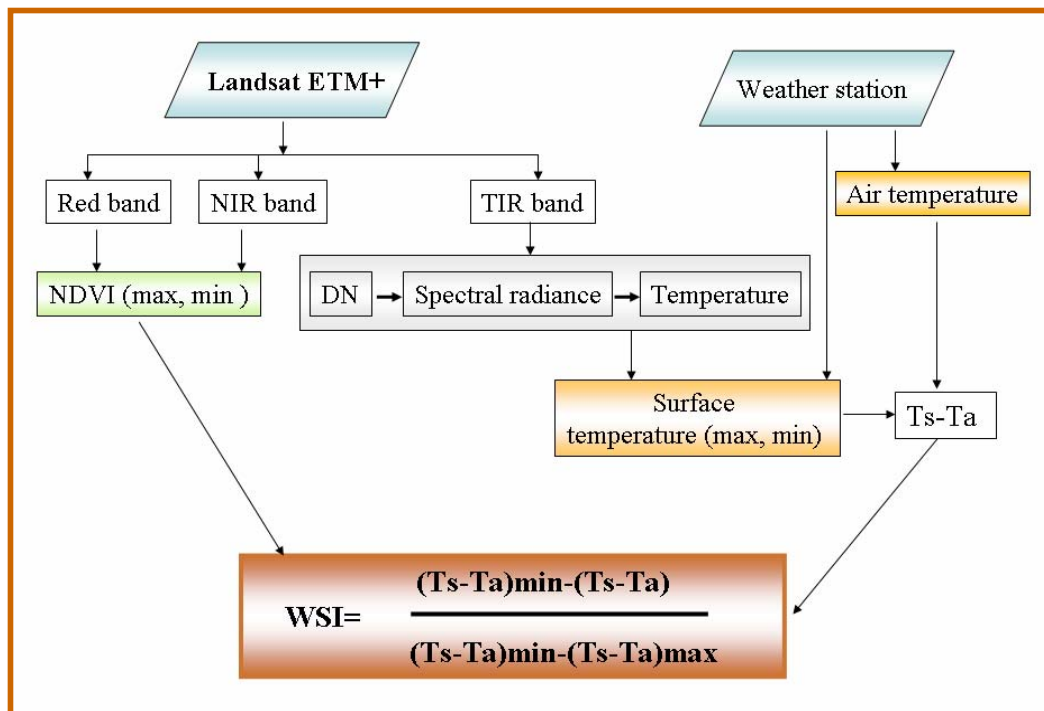 Landsat ETM+
Weather station
Red band
NIR band
TIR band
Air temperature
NDVI (max, min )
DN
Spectral radiance
Temperature
Surface
temperature (max, min)
Ts-Ta
(Ts-Ta)min-(Ts-Ta)
WSI=
(Ts-Ta)min-(Ts-Ta)max